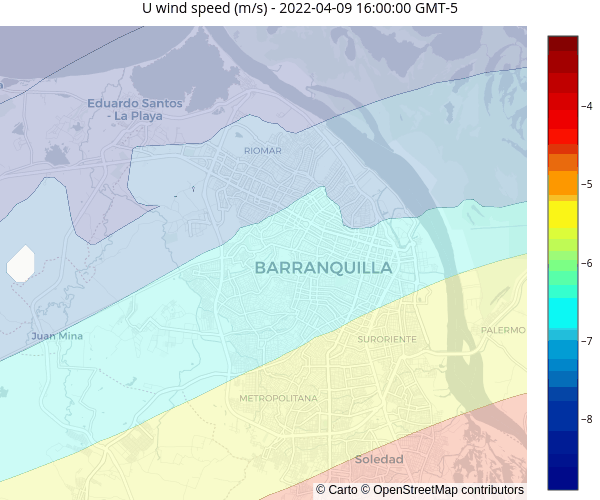 U wind speed (m/s) - 2022-04-09 16:00:00 GMT-5
−4
Eduardo Santos
- La Playa
RIOMAR
−5
BARRANQUILLA
−6
Juan Mina
SURORIENTE
PALERMO
−7
METROPOLITANA
−8
Soledad
© Carto © OpenStreetMap contributors